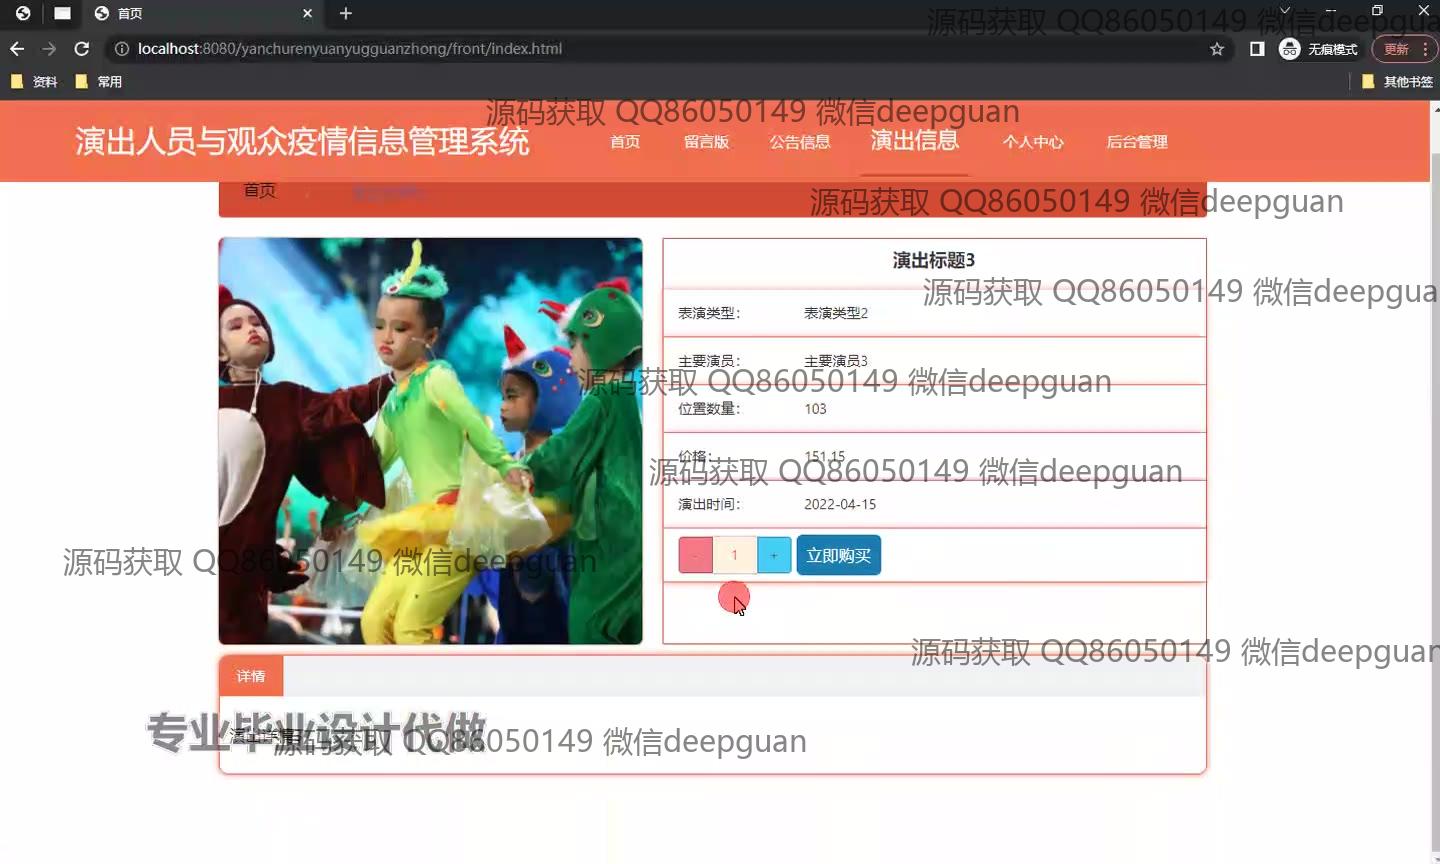 首页
源码获取 QQ86050149 微信deepgua
localhost:8080/yanchurenyuanyugguanzhong/front/index.html
无痕模式
更新
资料
常用
其他书签
源码获取 QQ86050149 微信deepguan
演出人员与观众疫情信息管理系统
首页
留言版
公告信息
演出信息
个人中心
后台管理
首页
源码获取 QQ86050149 微信deepguan
演出标题3
源码获取 QQ86050149 微信deepgua
表演类型： 表演类型2
主要演员： 主要演员3
源码获取 QQ86050149 微信deepguan
位置数量： 103
价格： 151.15
源码获取 QQ86050149 微信deepguan
演出时间： 2022-04-15
- 1 + 立即购买
源码获取 QQ86050149 微信deepguan
源码获取 QQ86050149 微信deepguan
详情
专业毕业设计代做
源码获取 QQ86050149 微信deepguan